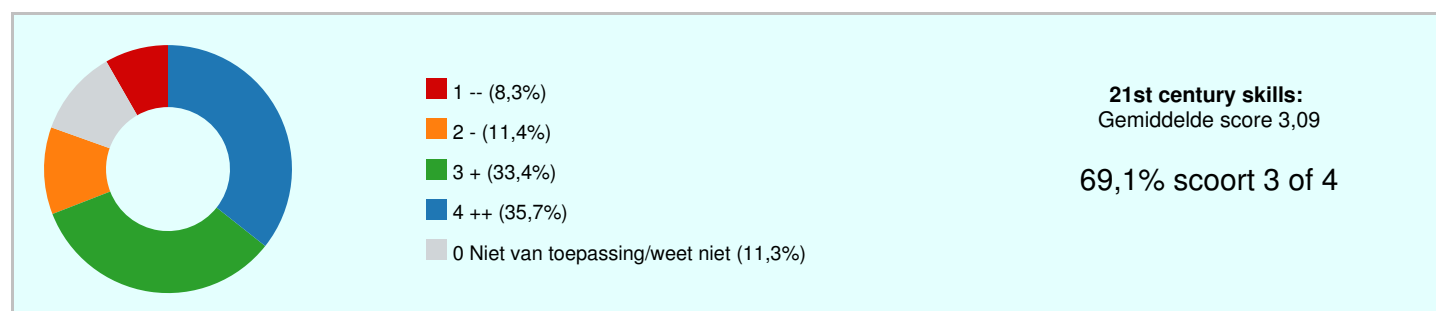 1 -- (8,3%)
2 - (11,4%)
3 + (33,4%)
4 ++ (35,7%)
0 Niet van toepassing/weet niet (11,3%)
21st century skills:
Gemiddelde score 3,09
69,1% scoort 3 of 4